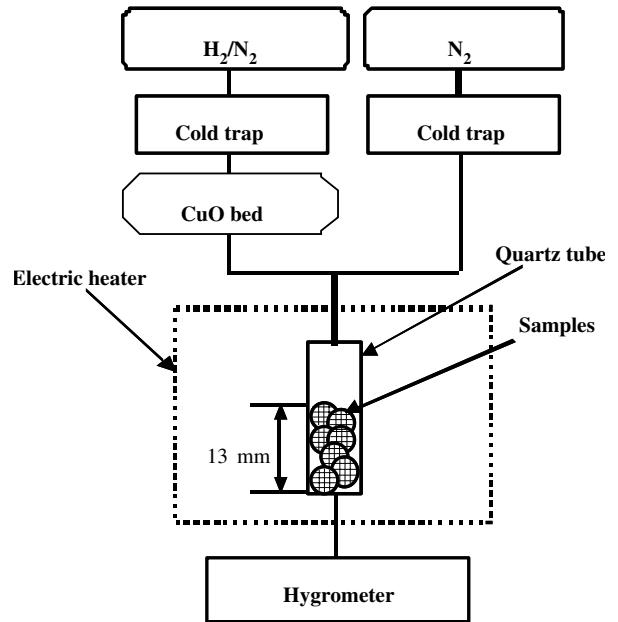 H₂/N₂
N₂
Cold trap
Cold trap
CuO bed
Quartz tube
Electric heater
Samples
13 mm
Hygrometer